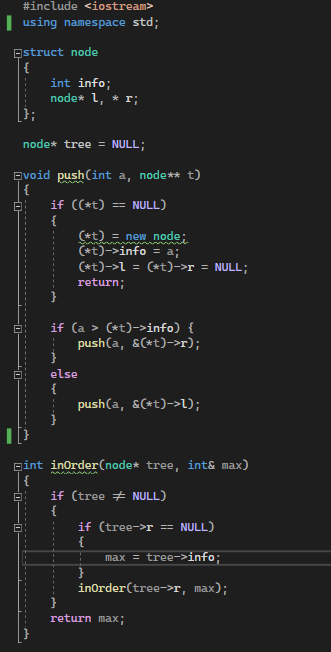 #include <iostream>
using namespace std;
struct node
{
int info;
node* l, * r;
};
node* tree = NULL;
void push(int a, node** t)
{
if ((*t) == NULL)
{
(*t) = new node;
(*t)->info = a;
(*t)->l = (*t)->r = NULL;
return;
}
if (a > (*t)->info) {
push(a, &(*t)->r);
}
else
{
push(a, &(*t)->l);
}
}
int inOrder(node* tree, int& max)
{
if (tree ≠ NULL)
{
if (tree->r == NULL)
{
max = tree->info;
}
inOrder(tree->r, max);
}
return max;
}